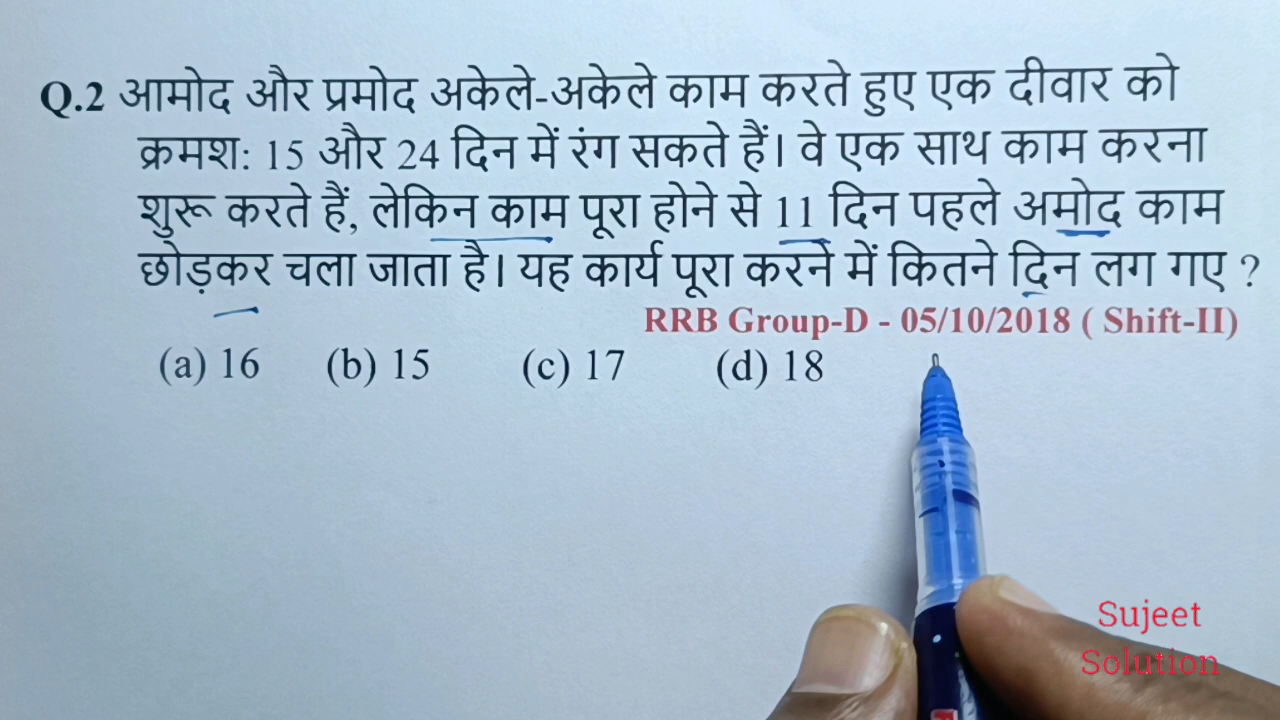 Q.2 आमोद और प्रमोद अकेले-अकेले काम करते हुए एक दीवार को
क्रमश: 15 और 24 दिन में रंग सकते हैं। वे एक साथ काम करना
शुरू करते हैं, लेकिन काम पूरा होने से 11 दिन पहले अमोद काम
छोड़कर चला जाता है। यह कार्य पूरा करने में कितने दिन लग गए ?
RRB Group-D - 05/10/2018 ( Shift-II)
(a) 16 (b) 15 (c) 17 (d) 18
Sujeet
Solution